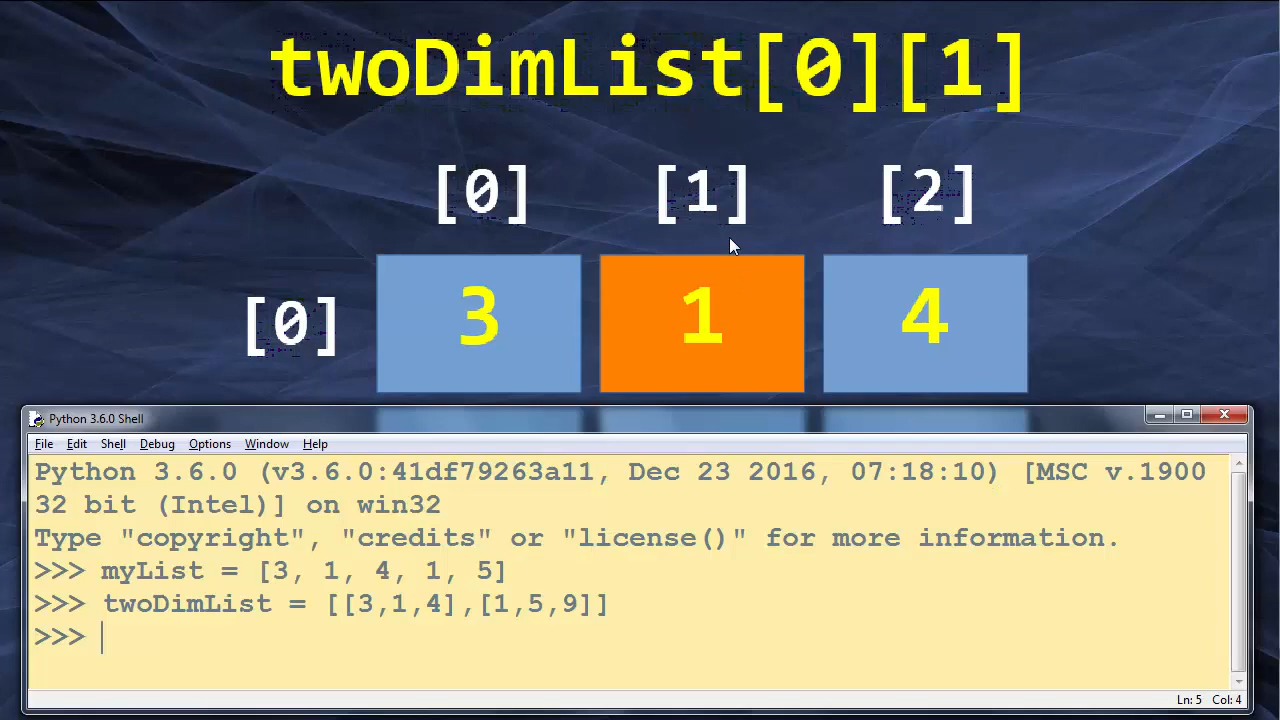 twoDimList[0][1]
[0] [1] [2]
[0] 3 1 4
Python 3.6.0 Shell
File Edit Shell Debug Options Window Help
Python 3.6.0 (v3.6.0:41df79263a11, Dec 23 2016, 07:18:10) [MSC v.1900
32 bit (Intel)] on win32
Type "copyright", "credits" or "license()" for more information.
>>> myList = [3, 1, 4, 1, 5]
>>> twoDimList = [[3,1,4],[1,5,9]]
>>>
Ln: 5 Col: 4